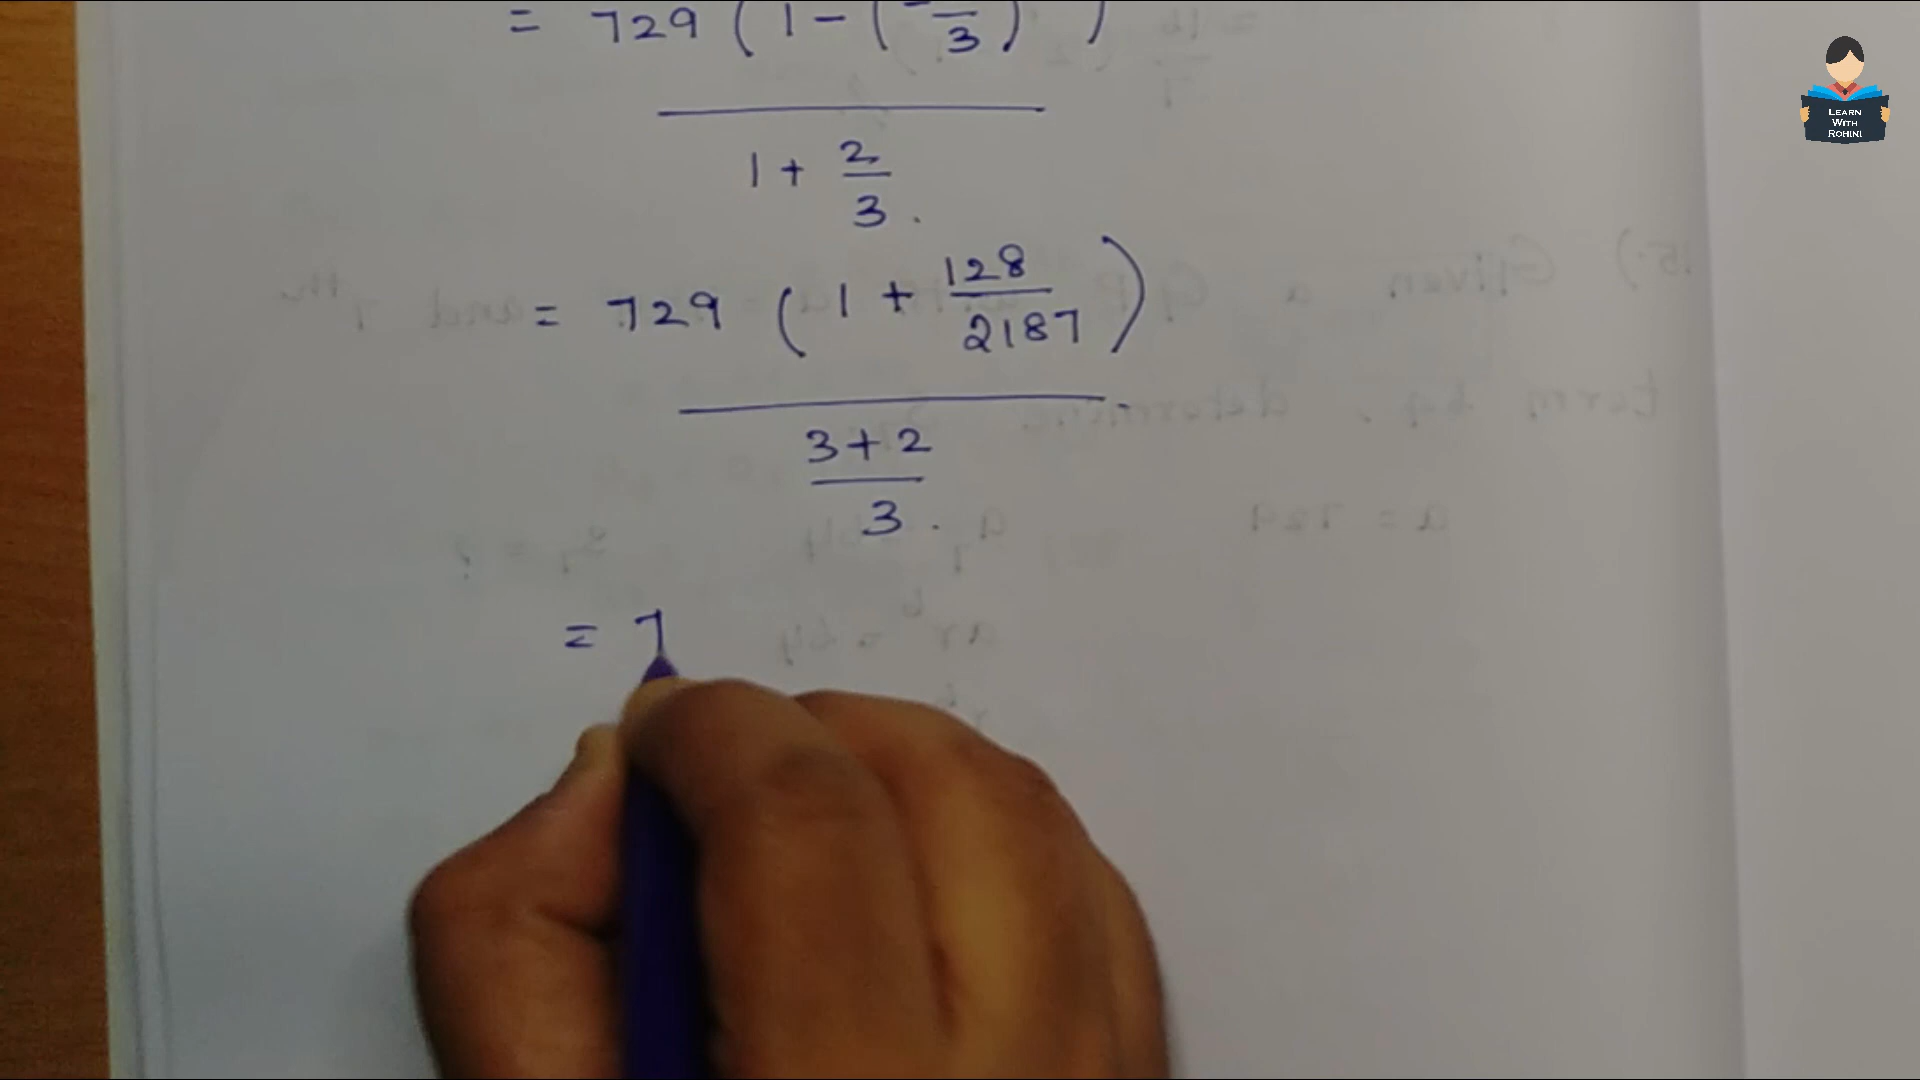 = 729 (1 - (-/3) )
1 + 2/3 .
= 729 (1 + 128/2187)
3+2/3 .
= 7
LEARN
WITH
ROHINI